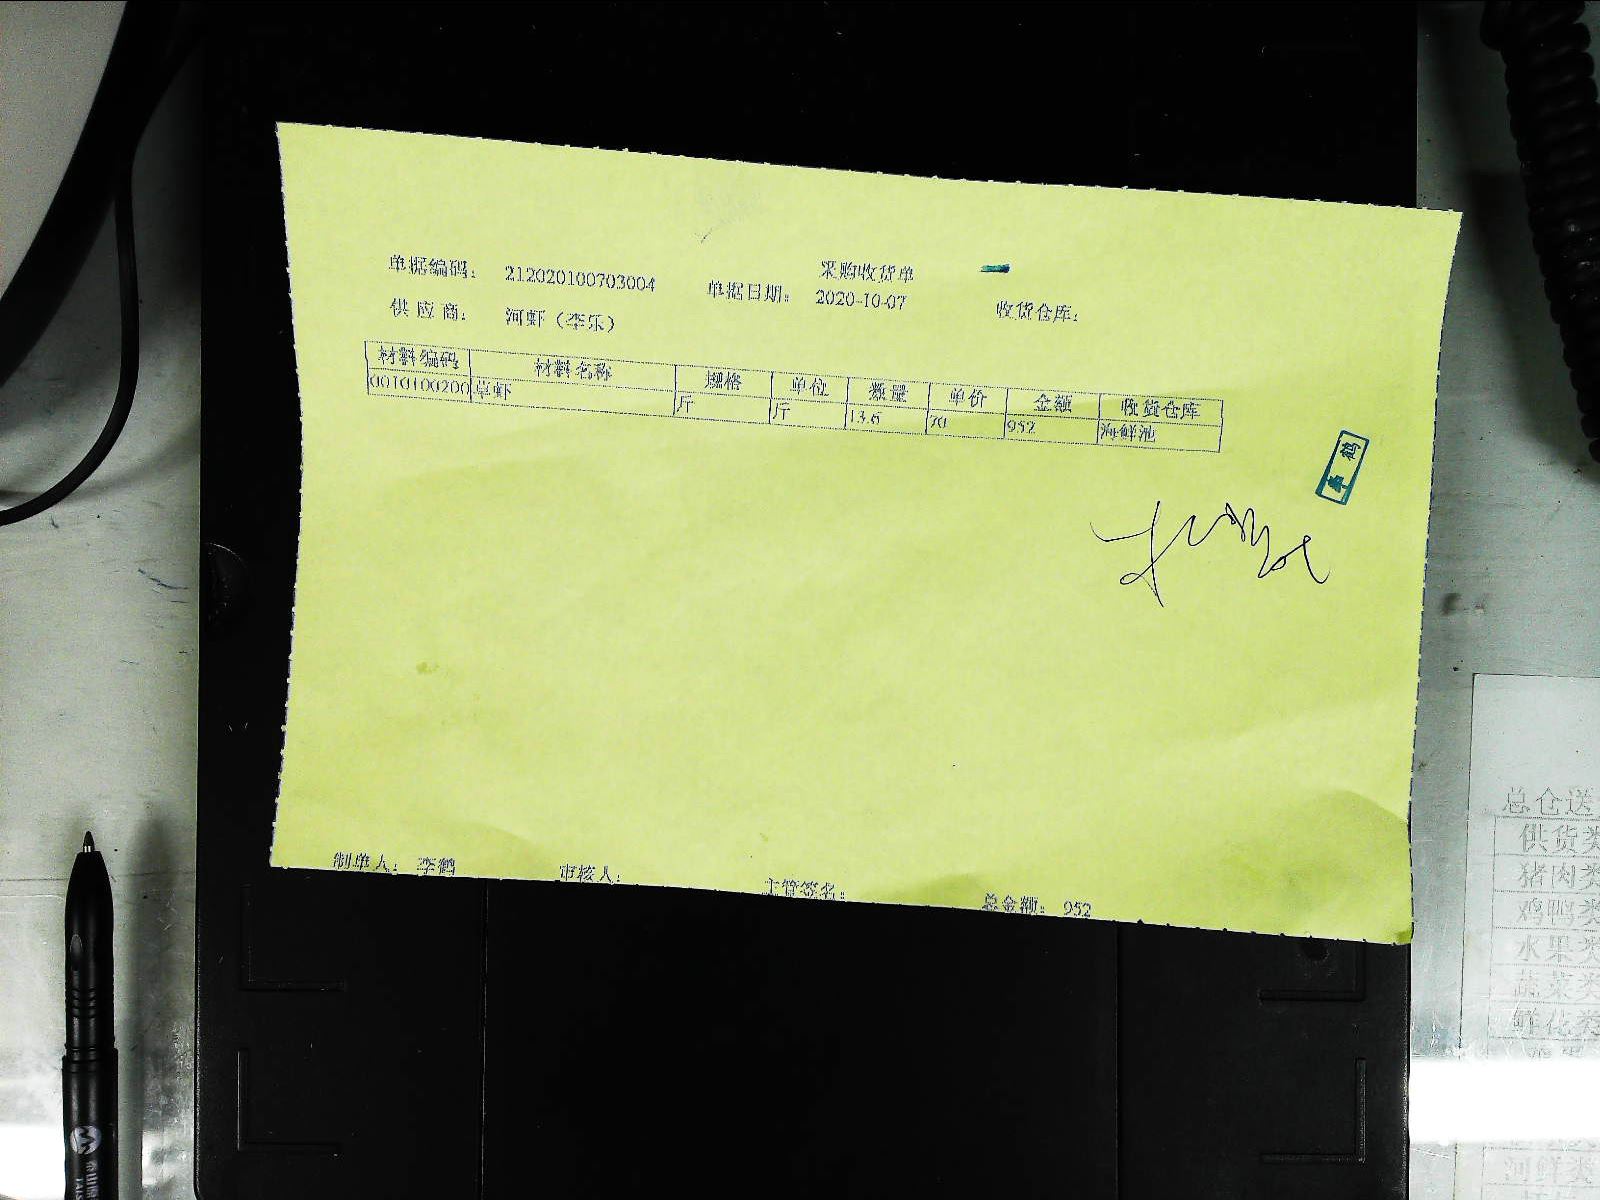 采购收货单
单据编码： 212020100703004 单据日期： 2020-10-07 收货仓库：
供应商： 河虾（李乐）
材料编码 材料名称 规格 单位 数量 单价 金额 收货仓库
0010100200 草虾 斤 斤 13.6 70 952 海鲜池
李鹤
制单人： 李鹤 审核人： 主管签名： 总金额： 952
总仓送
供货类
猪肉类
鸡鸭类
水果类
蔬菜类
鲜花类
河鲜类